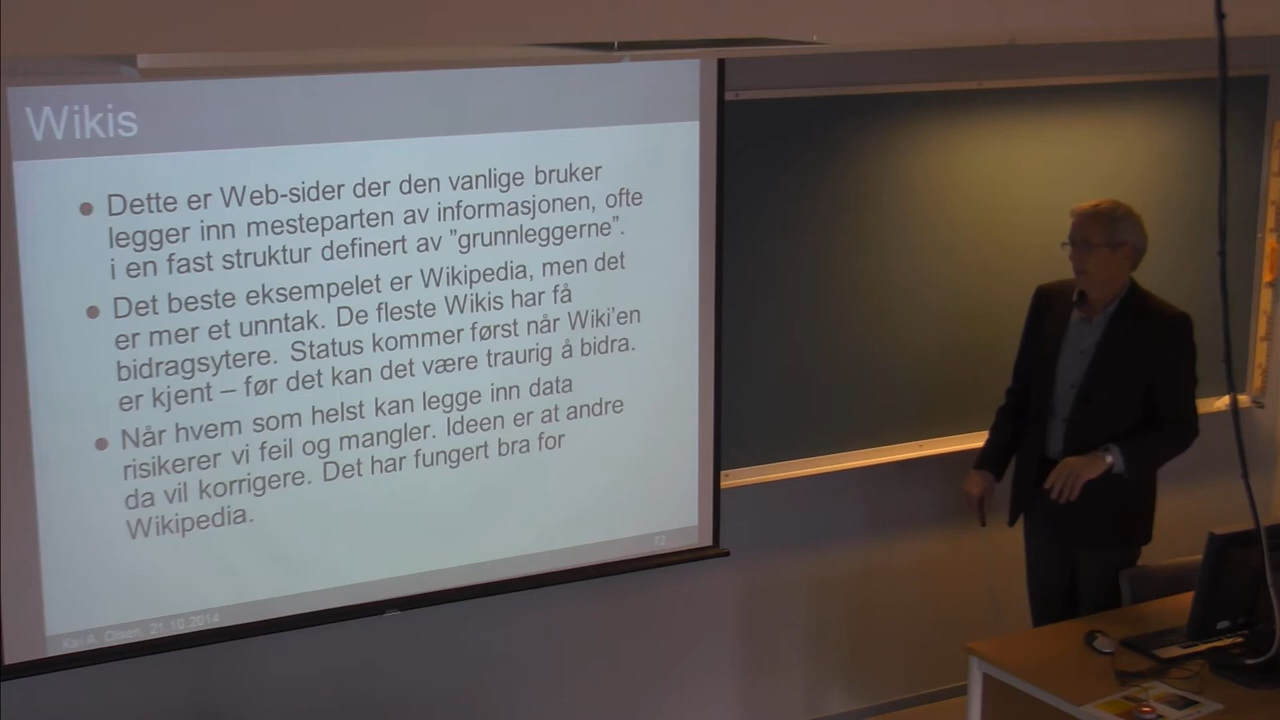 Wikis
• Dette er Web-sider der den vanlige bruker
legger inn mesteparten av informasjonen, ofte
i en fast struktur definert av ”grunnleggerne”.
• Det beste eksempelet er Wikipedia, men det
er mer et unntak. De fleste Wikis har få
bidragsytere. Status kommer først når Wiki’en
er kjent – før det kan det være traurig å bidra.
• Når hvem som helst kan legge inn data
risikerer vi feil og mangler. Ideen er at andre
da vil korrigere. Det har fungert bra for
Wikipedia.
72
Kai A. Olsen, 21.10.2014